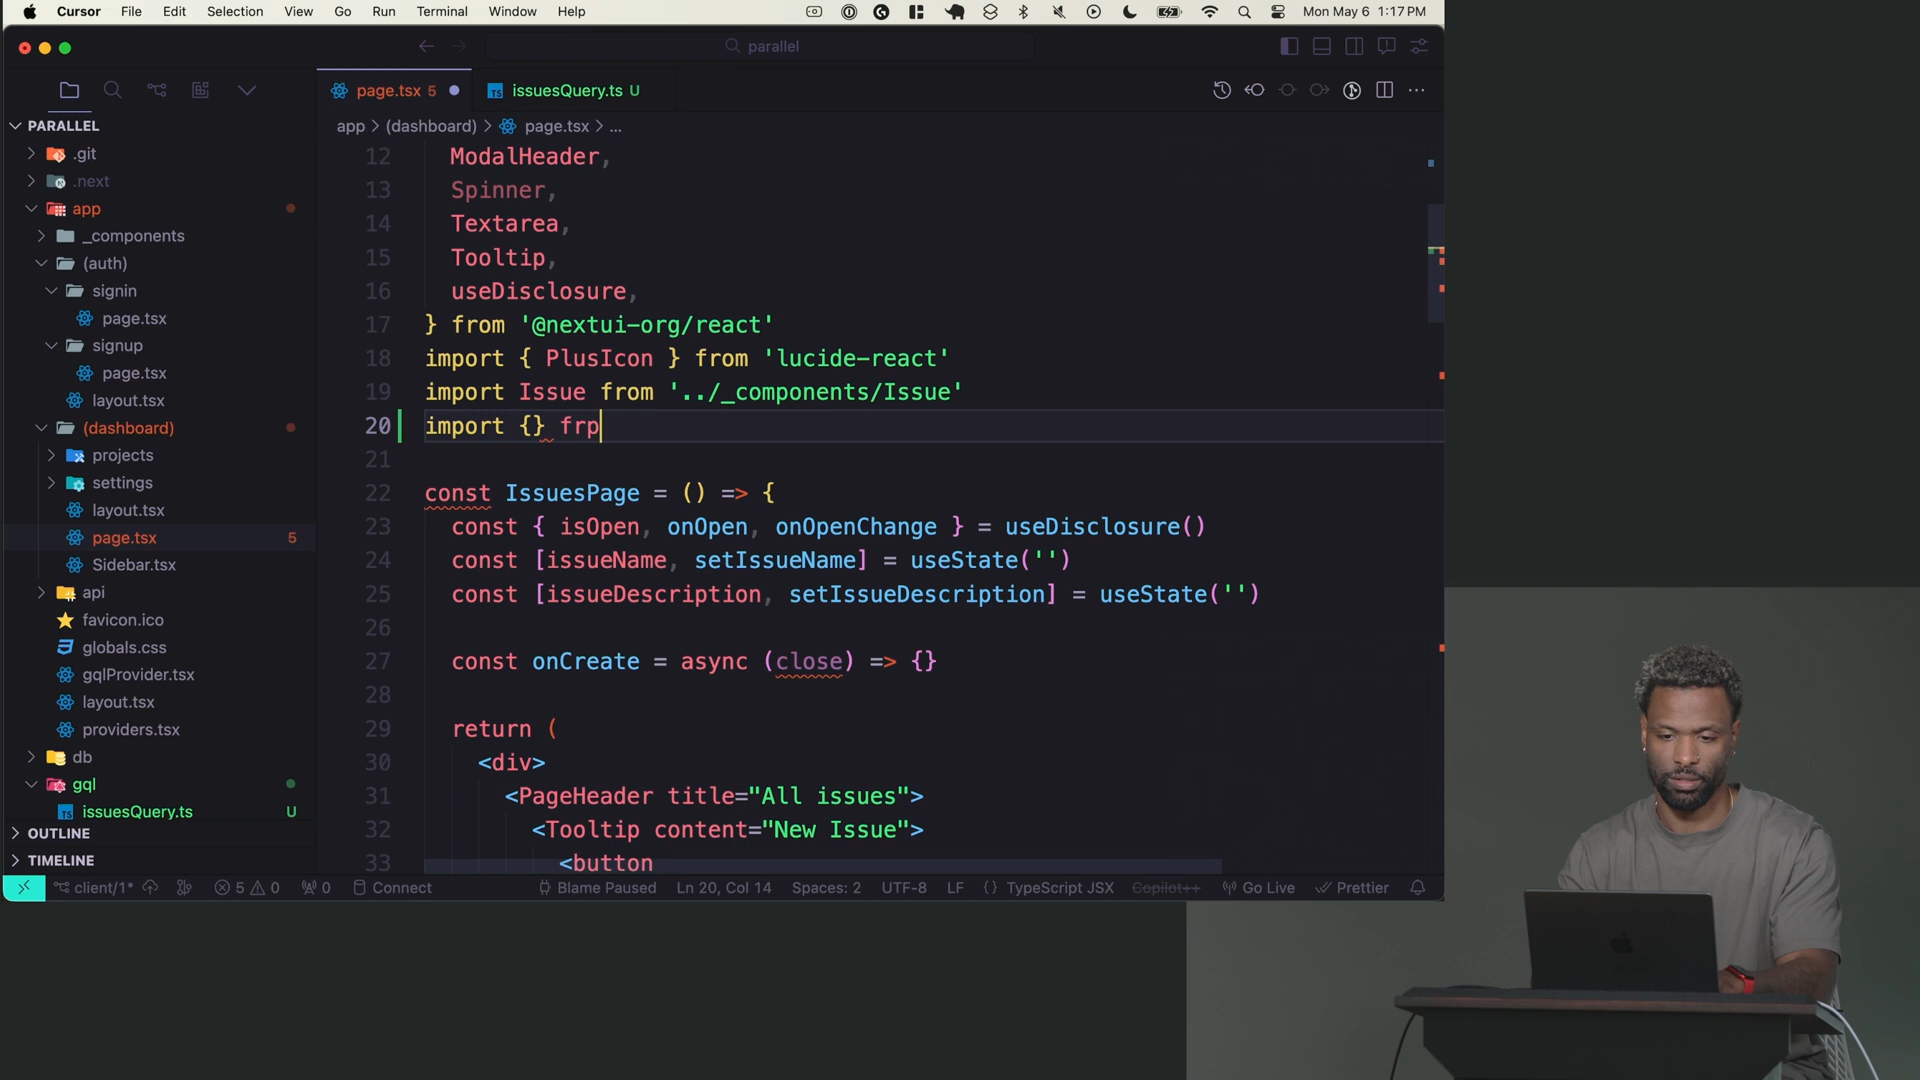 Cursor File Edit Selection View Go Run Terminal Window Help Mon May 6 1:17 PM
parallel
page.tsx 5 issuesQuery.ts U
PARALLEL
app > (dashboard) > page.tsx > ...
.git
.next
app
_components
(auth)
signin
page.tsx
signup
page.tsx
layout.tsx
(dashboard)
projects
settings
layout.tsx
page.tsx 5
Sidebar.tsx
api
favicon.ico
globals.css
gqlProvider.tsx
layout.tsx
providers.tsx
db
gql
issuesQuery.ts U
OUTLINE
TIMELINE
12 ModalHeader,
13 Spinner,
14 Textarea,
15 Tooltip,
16 useDisclosure,
17 } from '@nextui-org/react'
18 import { PlusIcon } from 'lucide-react'
19 import Issue from '../_components/Issue'
20 import {} frp
21
22 const IssuesPage = () => {
23 const { isOpen, onOpen, onOpenChange } = useDisclosure()
24 const [issueName, setIssueName] = useState('')
25 const [issueDescription, setIssueDescription] = useState('')
26
27 const onCreate = async (close) => {}
28
29 return (
30 <div>
31 <PageHeader title="All issues">
32 <Tooltip content="New Issue">
33 <button
client/1* 5 0 0 Connect Blame Paused Ln 20, Col 14 Spaces: 2 UTF-8 LF {} TypeScript JSX Copilot++ Go Live Prettier